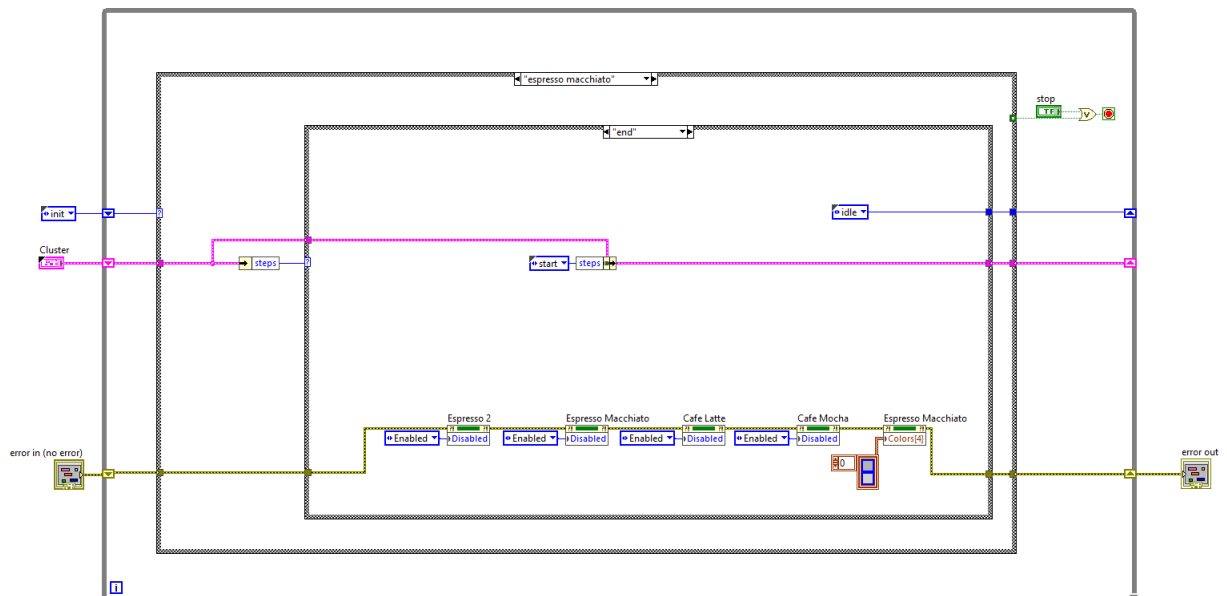 "espresso macchiato"
stop
TF
"end"
init
idle
Cluster
steps
start
steps
Espresso 2
Espresso Macchiato
Cafe Latte
Cafe Mocha
Espresso Macchiato
Enabled
Disabled
Enabled
Disabled
Enabled
Disabled
Enabled
Disabled
Colors[4]
error in (no error)
error out
0
i